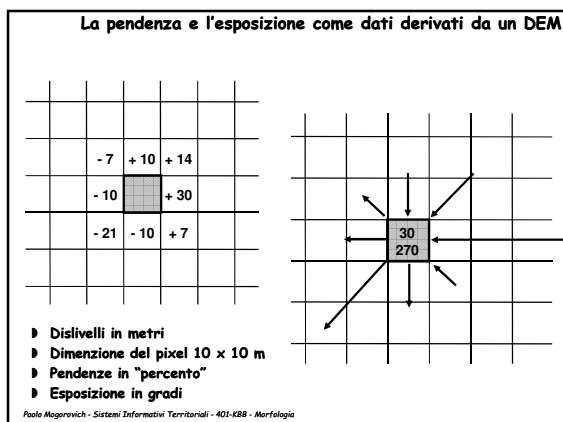 La pendenza e l'esposizione come dati derivati da un DEM
- 7 + 10 + 14
- 10 + 30
- 21 - 10 + 7
30
270
Dislivelli in metri
Dimenzione del pixel 10 x 10 m
Pendenze in "percento"
Esposizione in gradi
Paolo Mogorovich - Sistemi Informativi Territoriali - 401-KBB - Morfologia